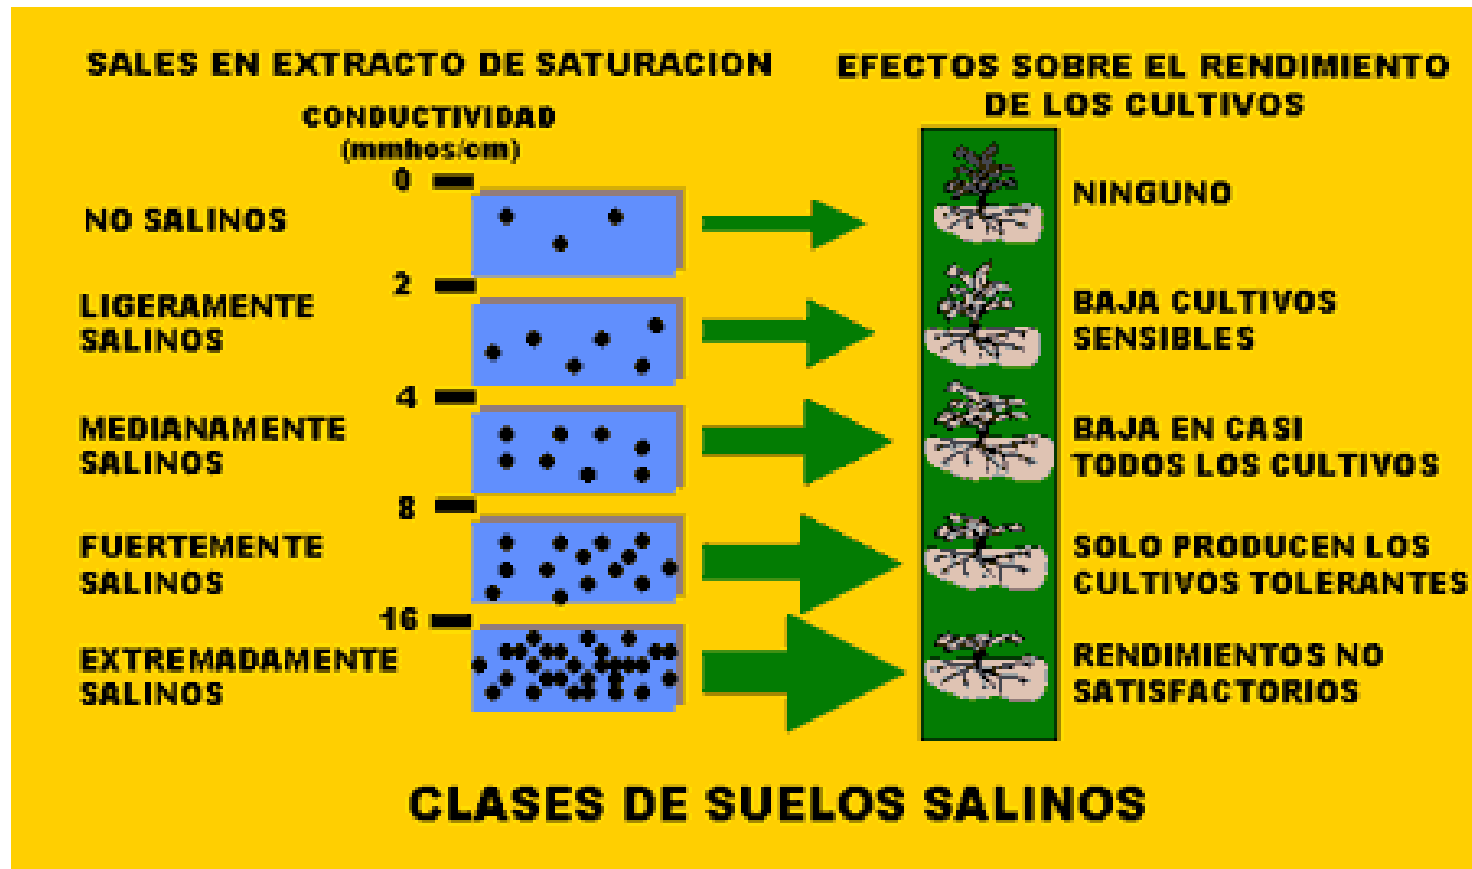 SALES EN EXTRACTO DE SATURACION
CONDUCTIVIDAD
(mmhos/cm)
EFECTOS SOBRE EL RENDIMIENTO
DE LOS CULTIVOS
0
NO SALINOS
NINGUNO
2
LIGERAMENTE
SALINOS
BAJA CULTIVOS
SENSIBLES
4
MEDIANAMENTE
SALINOS
BAJA EN CASI
TODOS LOS CULTIVOS
8
FUERTEMENTE
SALINOS
SOLO PRODUCEN LOS
CULTIVOS TOLERANTES
16
EXTREMADAMENTE
SALINOS
RENDIMIENTOS NO
SATISFACTORIOS
CLASES DE SUELOS SALINOS